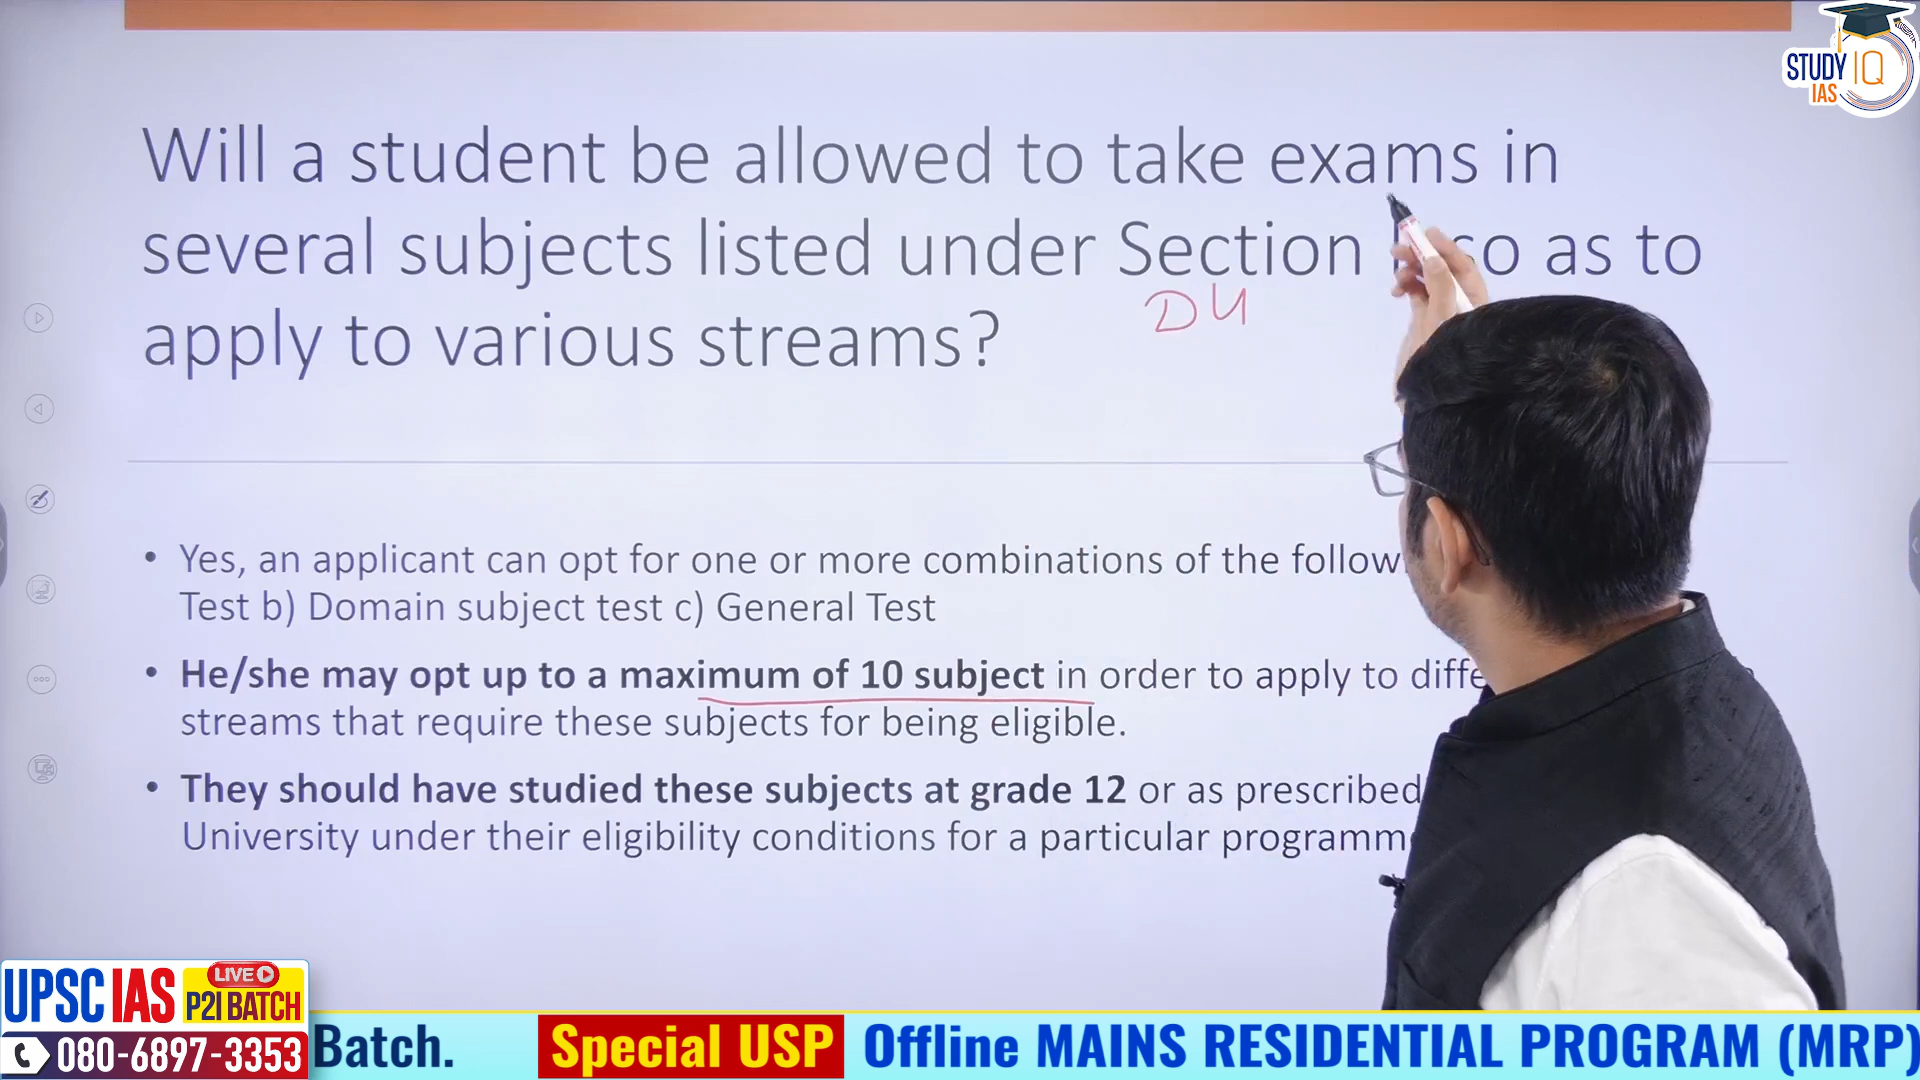 STUDY IQ
IAS
Will a student be allowed to take exams in
several subjects listed under Section so as to
apply to various streams?
DU
• Yes, an applicant can opt for one or more combinations of the follow
Test b) Domain subject test c) General Test
• He/she may opt up to a maximum of 10 subject in order to apply to diffe
streams that require these subjects for being eligible.
• They should have studied these subjects at grade 12 or as prescribed
University under their eligibility conditions for a particular programm
UPSC IAS LIVE P2I BATCH
080-6897-3353
Batch. Special USP Offline MAINS RESIDENTIAL PROGRAM (MRP)